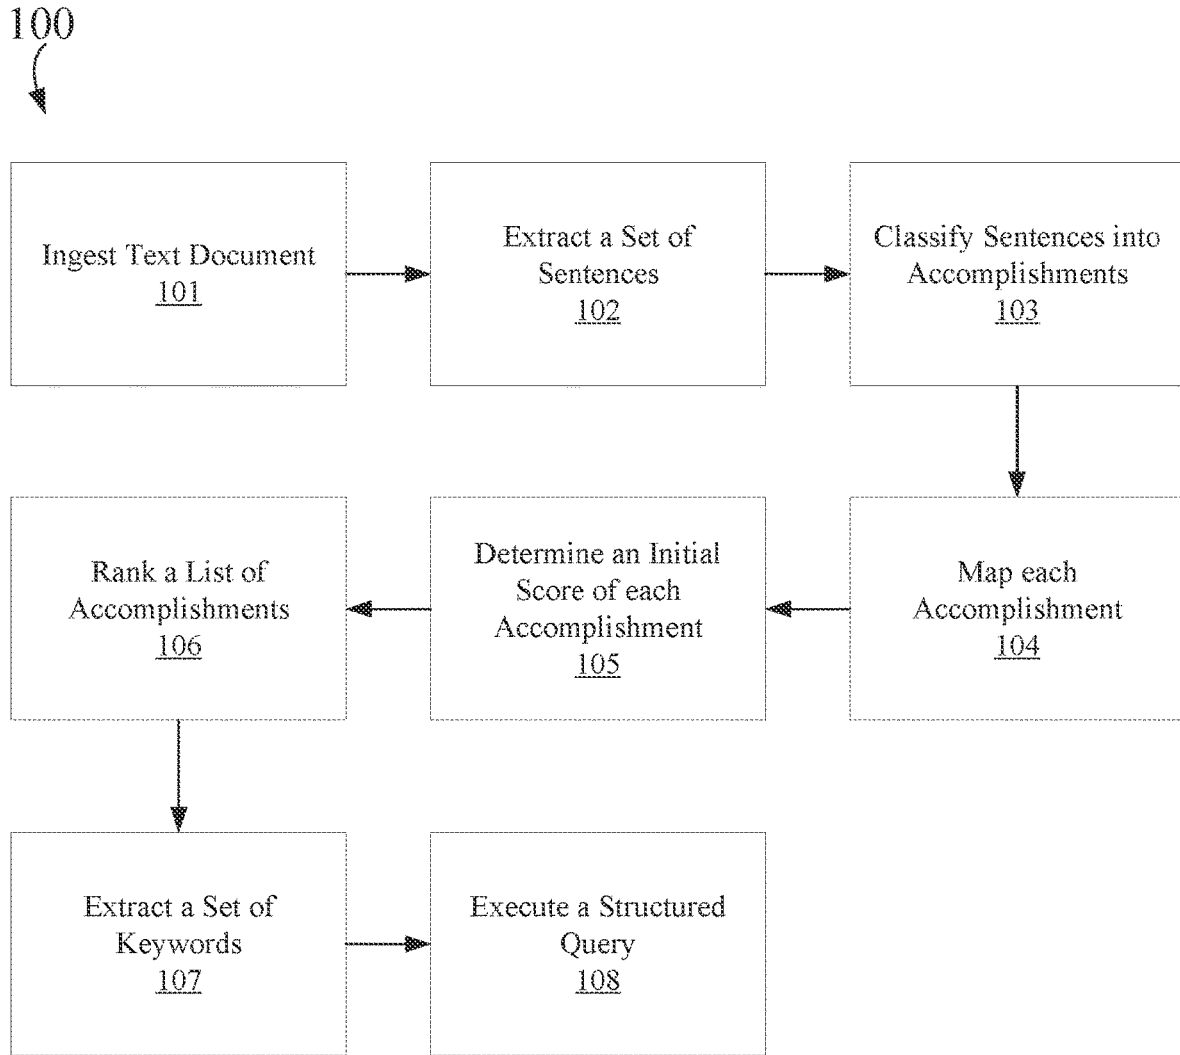 100
Ingest Text Document
101
Extract a Set of
Sentences
102
Classify Sentences into
Accomplishments
103
Rank a List of
Accomplishments
106
Determine an Initial
Score of each
Accomplishment
105
Map each
Accomplishment
104
Extract a Set of
Keywords
107
Execute a Structured
Query
108